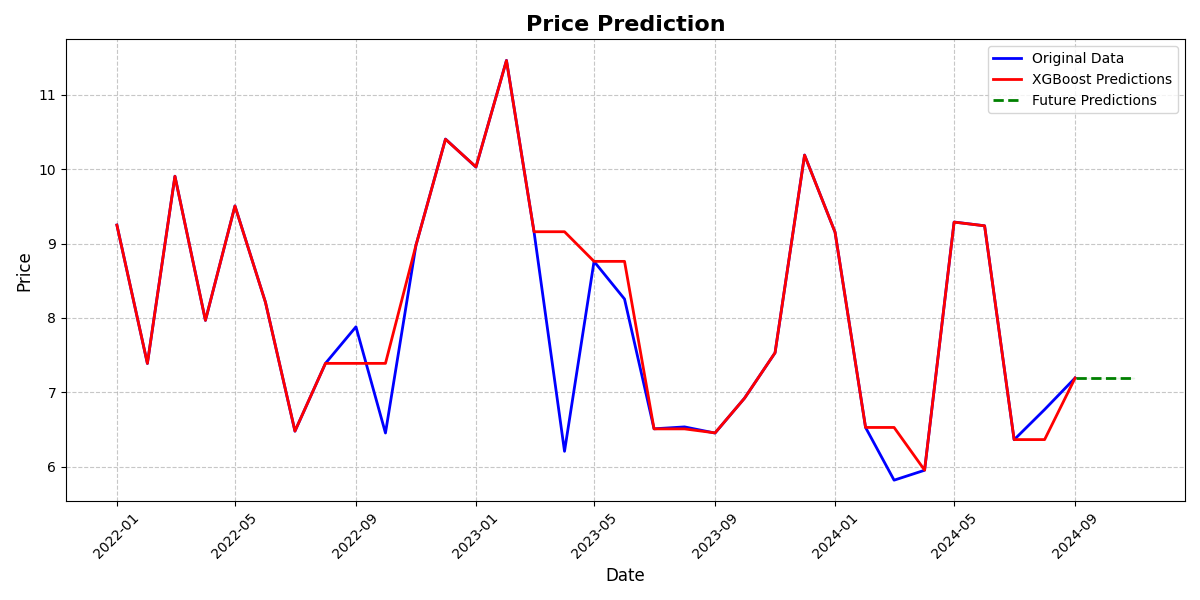 Price Prediction
Original Data
XGBoost Predictions
Future Predictions
Price
11
10
9
8
7
6
2022-01
2022-05
2022-09
2023-01
2023-05
2023-09
2024-01
2024-05
2024-09
Date